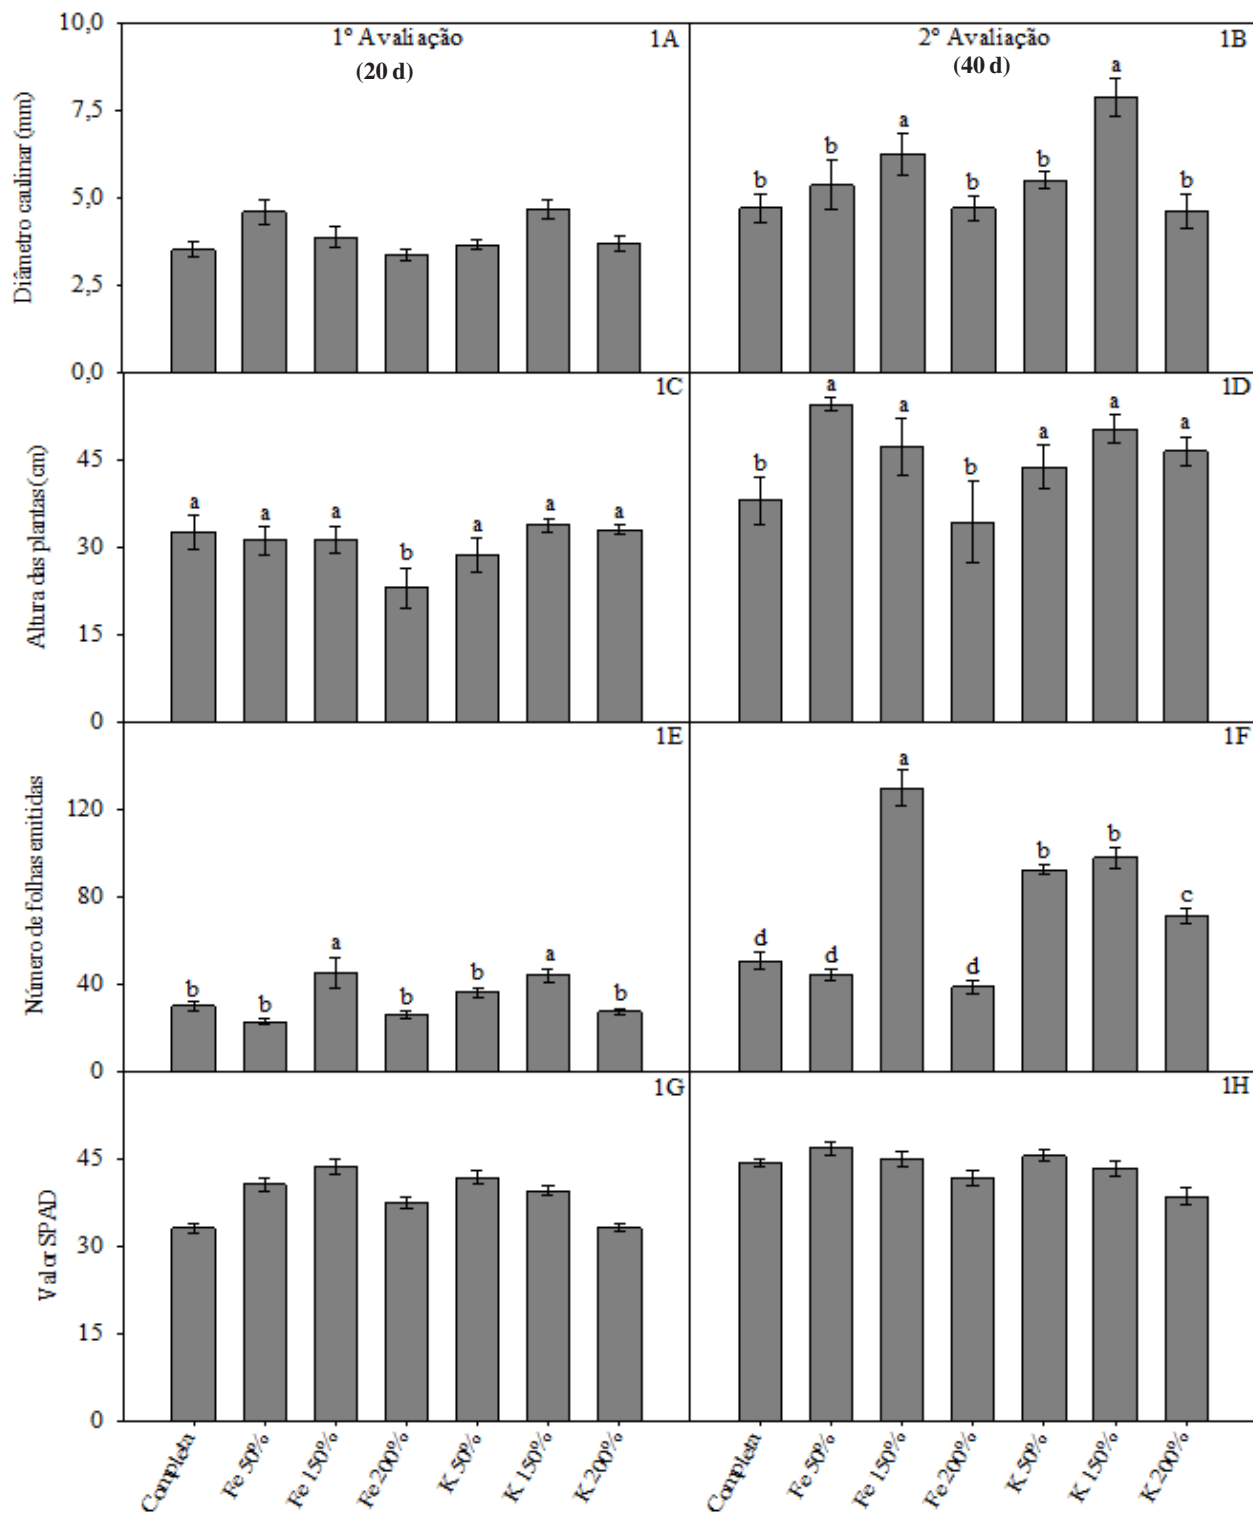 1° Avaliação
(20 d)
1A
2° Avaliação
(40 d)
1B
Diâmetro caulinar (mm)
10,0
7,5
5,0
2,5
0,0
b
b
a
b
b
a
b
1C
1D
Altura das plantas (cm)
45
30
15
0
a
a
a
b
a
a
a
b
a
a
b
a
a
a
1E
1F
Número de folhas emitidas
120
80
40
0
b
b
a
b
b
a
b
d
d
a
d
b
b
c
1G
1H
Valor SPAD
45
30
15
0
Completa
Fe 50%
Fe 150%
Fe 200%
K 50%
K 150%
K 200%
Completa
Fe 50%
Fe 150%
Fe 200%
K 50%
K 150%
K 200%